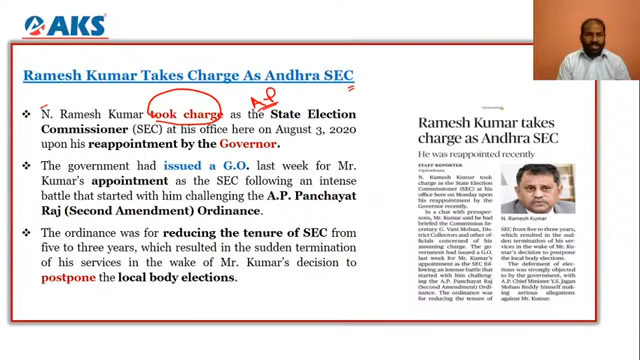 AKS
Ramesh Kumar Takes Charge As Andhra SEC
A.P
❖ N. Ramesh Kumar took charge as the State Election
Commissioner (SEC) at his office here on August 3, 2020
upon his reappointment by the Governor.
❖ The government had issued a G.O. last week for Mr.
Kumar's appointment as the SEC following an intense
battle that started with him challenging the A.P. Panchayat
Raj (Second Amendment) Ordinance.
❖ The ordinance was for reducing the tenure of SEC from
five to three years, which resulted in the sudden termination
of his services in the wake of Mr. Kumar's decision to
postpone the local body elections.
Ramesh Kumar takes
charge as Andhra SEC
He was reappointed recently
STAFF REPORTER
VIJAYAWADA
N. Ramesh Kumar took
charge as the State Election
Commissioner (SEC) at his
office here on Monday upon
his reappointment by the
Governor recently.
In a chat with presspersons,
Mr. Kumar said he had
briefed the Commission Secretary
G. Vani Mohan, District
Collectors and other officials
concerned of his
assuming charge. The government
had issued a G.O.
last week for Mr. Kumar's
appointment as the SEC following
an intense battle
that started with him challenging
the A.P. Panchayat
Raj (Second Amendment) Ordinance.
The ordinance was
for reducing the tenure of
N. Ramesh Kumar
SEC from five to three years,
which resulted in the sudden
termination of his services
in the wake of Mr. Kumar's
decision to postpone
the local body elections.
The deferment of elections
was strongly objected
to by the government, with
A.P. Chief Minister Y.S. Jagan
Mohan Reddy himself making
serious allegations
against Mr. Kumar.